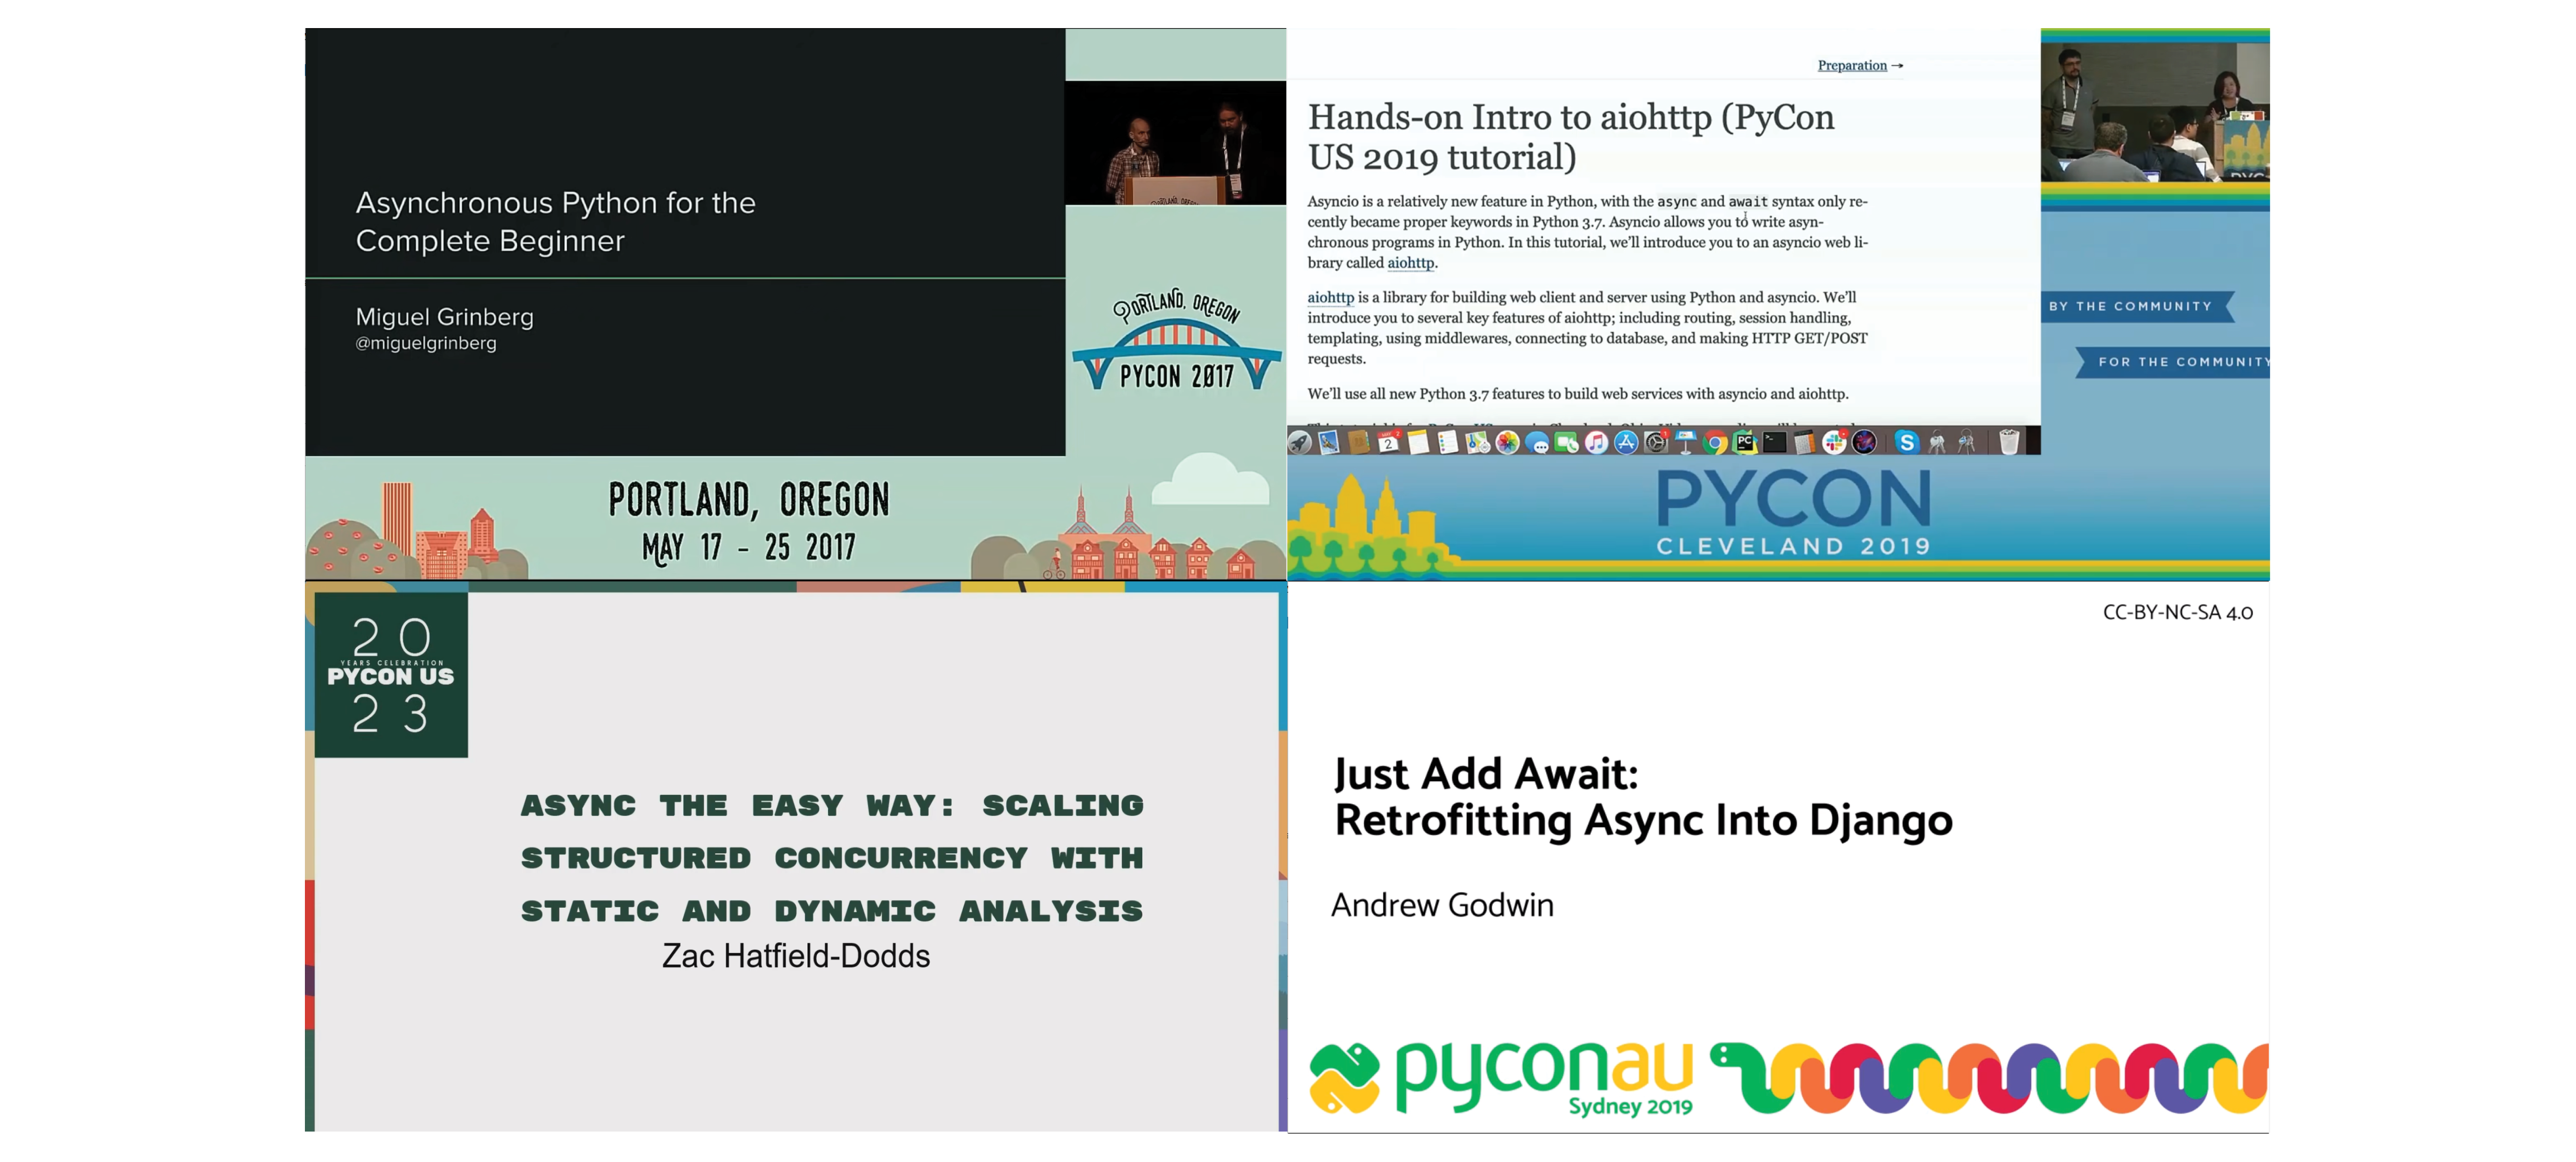 Asynchronous Python for the
Complete Beginner
Miguel Grinberg
@miguelgrinberg
PORTLAND, OREGON
PYCON 2017
PORTLAND, OREGON
MAY 17 - 25 2017
Preparation →
Hands-on Intro to aiohttp (PyCon
US 2019 tutorial)
Asyncio is a relatively new feature in Python, with the async and await syntax only re-
cently became proper keywords in Python 3.7. Asyncio allows you to write asyn-
chronous programs in Python. In this tutorial, we'll introduce you to an asyncio web li-
brary called aiohttp.
aiohttp is a library for building web client and server using Python and asyncio. We'll
introduce you to several key features of aiohttp; including routing, session handling,
templating, using middlewares, connecting to database, and making HTTP GET/POST
requests.
We'll use all new Python 3.7 features to build web services with asyncio and aiohttp.
BY THE COMMUNITY
FOR THE COMMUNITY
PYCON
CLEVELAND 2019
20
YEARS CELEBRATION
PYCON US
23
ASYNC THE EASY WAY: SCALING
STRUCTURED CONCURRENCY WITH
STATIC AND DYNAMIC ANALYSIS
Zac Hatfield-Dodds
CC-BY-NC-SA 4.0
Just Add Await:
Retrofitting Async Into Django
Andrew Godwin
pyconau
Sydney 2019